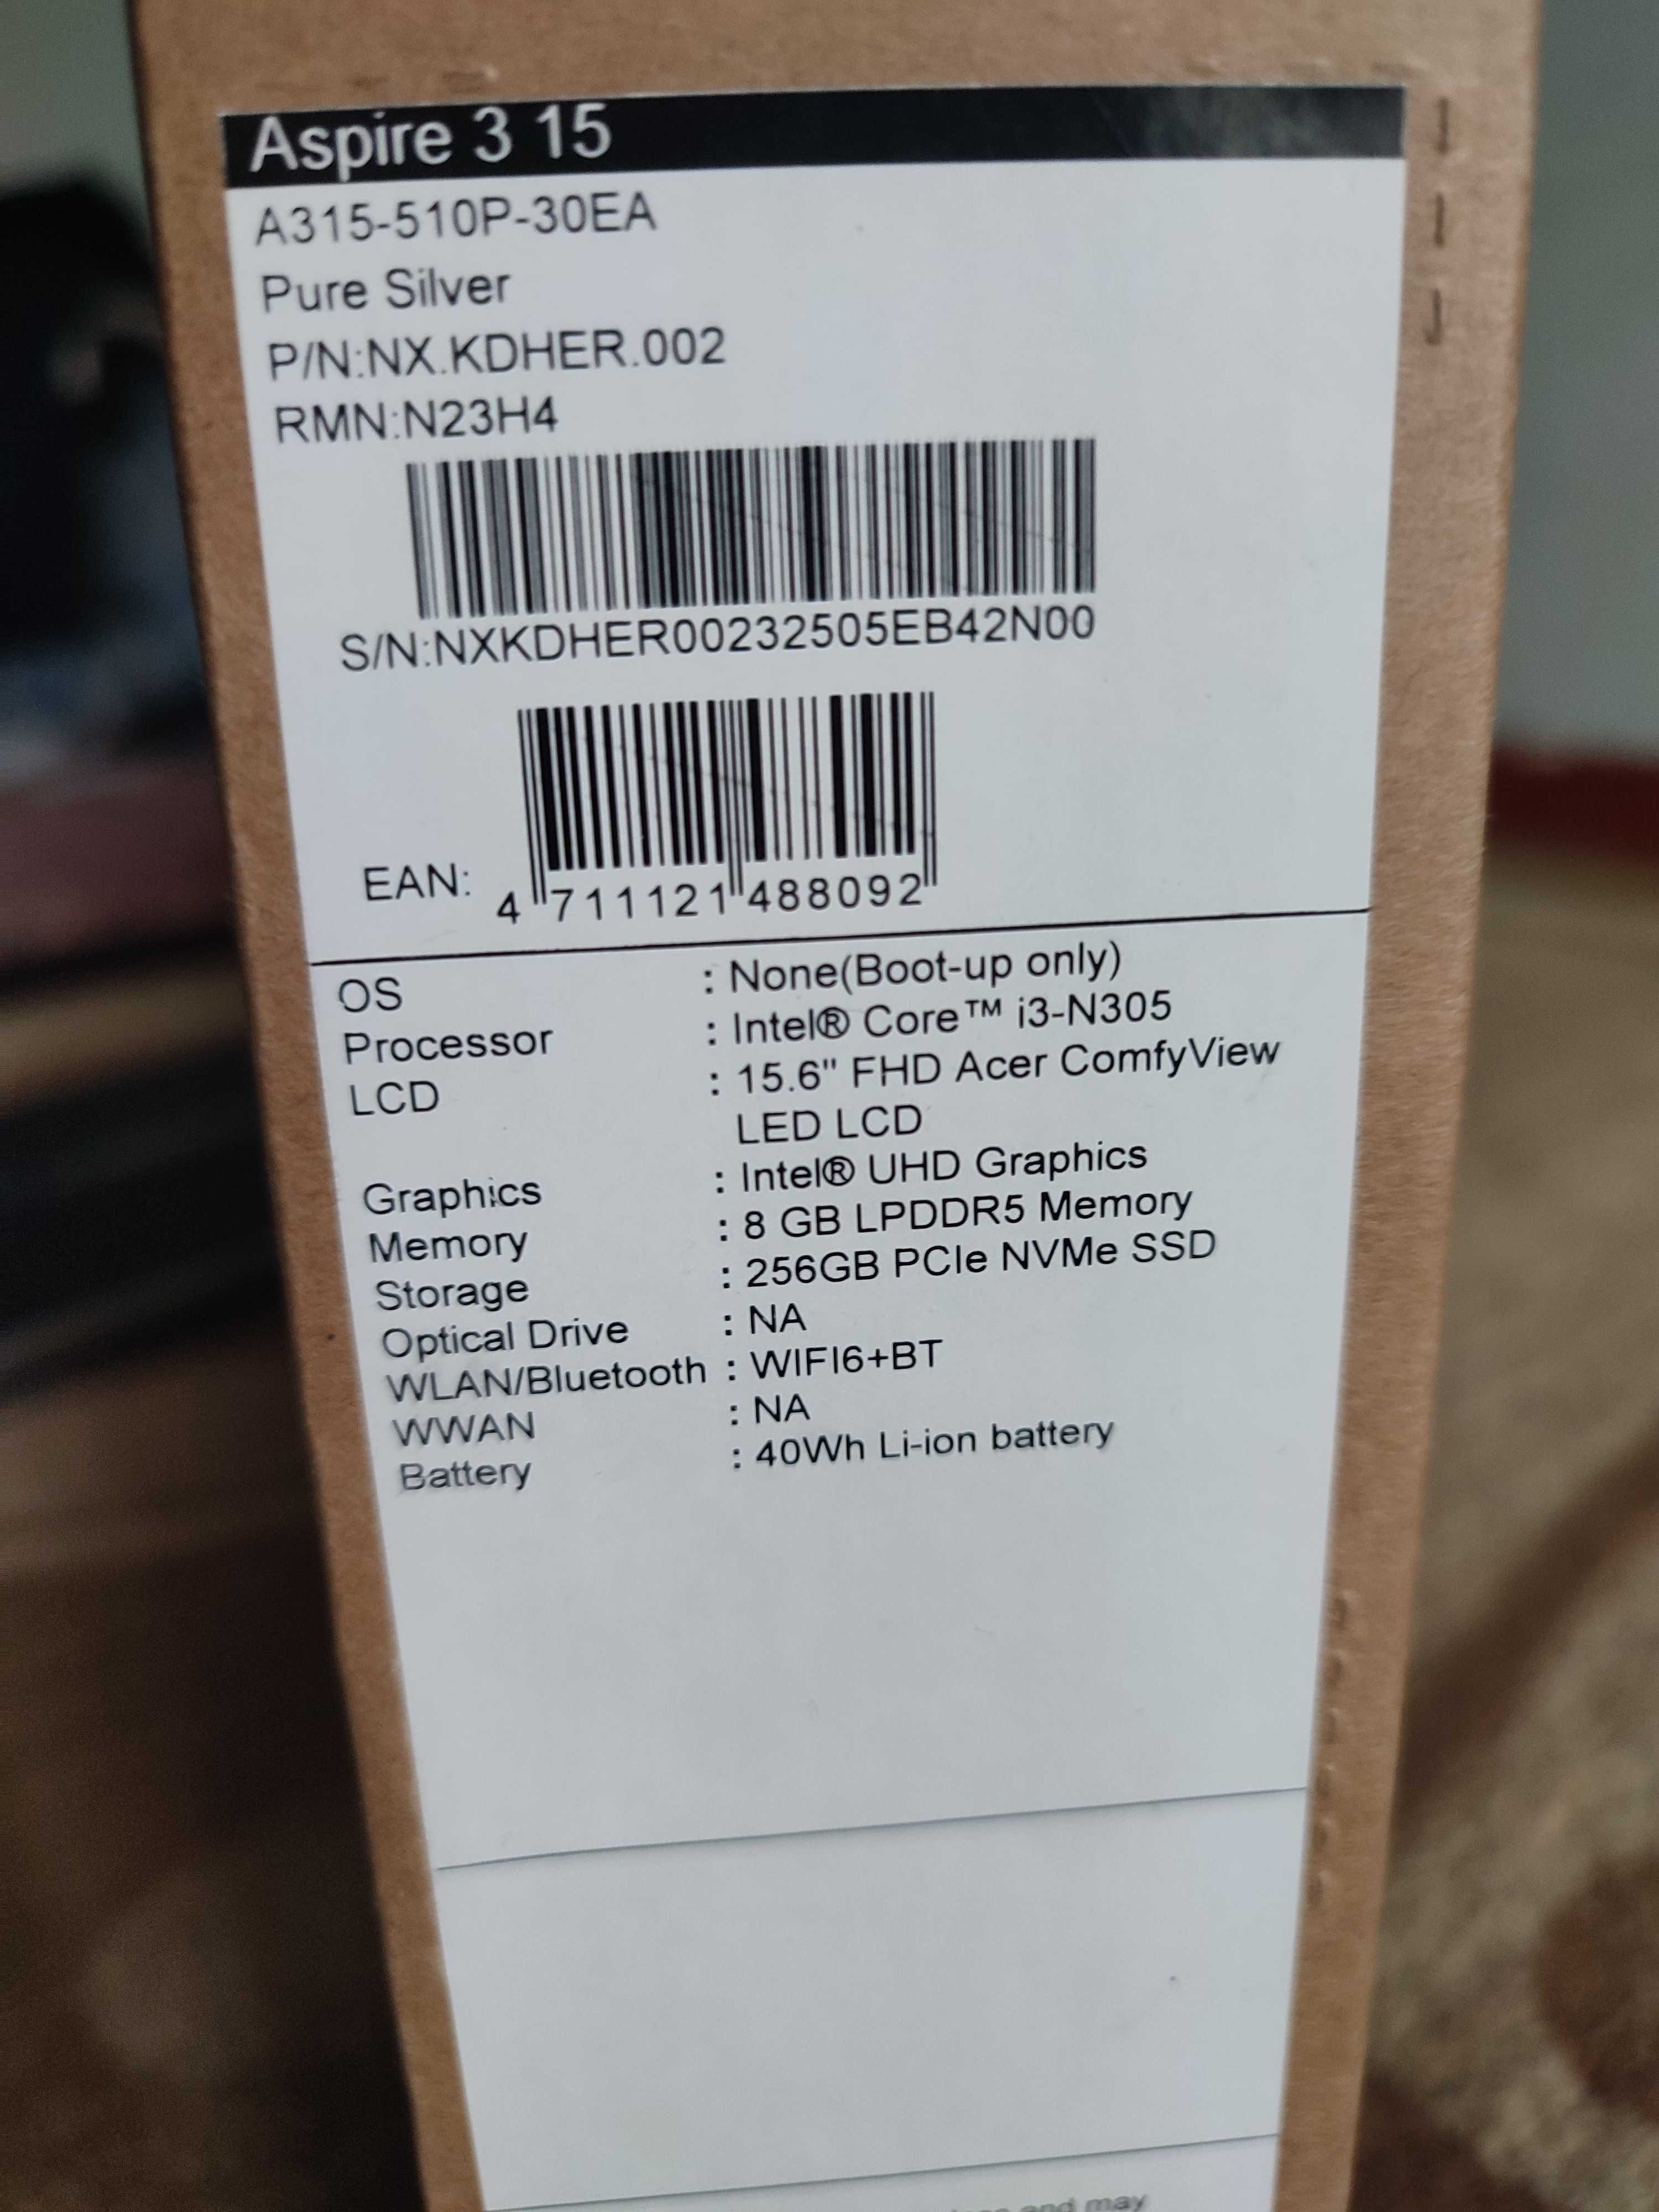 Aspire 3 15
A315-510P-30EA
Pure Silver
P/N:NX.KDHER.002
RMN:N23H4
S/N:NXKDHER00232505EB42N00
EAN: 4 711121 488092
OS : None(Boot-up only)
Processor : Intel® Core™ i3-N305
LCD : 15.6" FHD Acer ComfyView
LED LCD
Graphics : Intel® UHD Graphics
Memory : 8 GB LPDDR5 Memory
Storage : 256GB PCIe NVMe SSD
Optical Drive : NA
WLAN/Bluetooth : WIFI6+BT
WWAN : NA
Battery : 40Wh Li-ion battery
and may